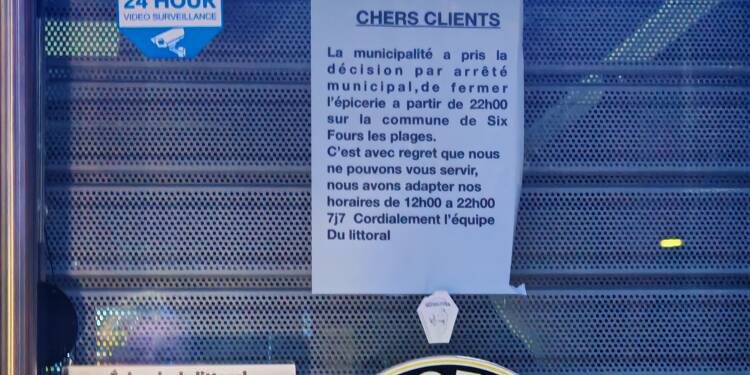 24 HOUR
VIDEO SURVEILLANCE
CHERS CLIENTS
La municipalité a pris la
décision par arrêté
municipal,de fermer
l'épicerie a partir de 22h00
sur la commune de Six
Fours les plages.
C'est avec regret que nous
ne pouvons vous servir,
nous avons adapter nos
horaires de 12h00 a 22h00
7j7 Cordialement l'équipe
Du littoral